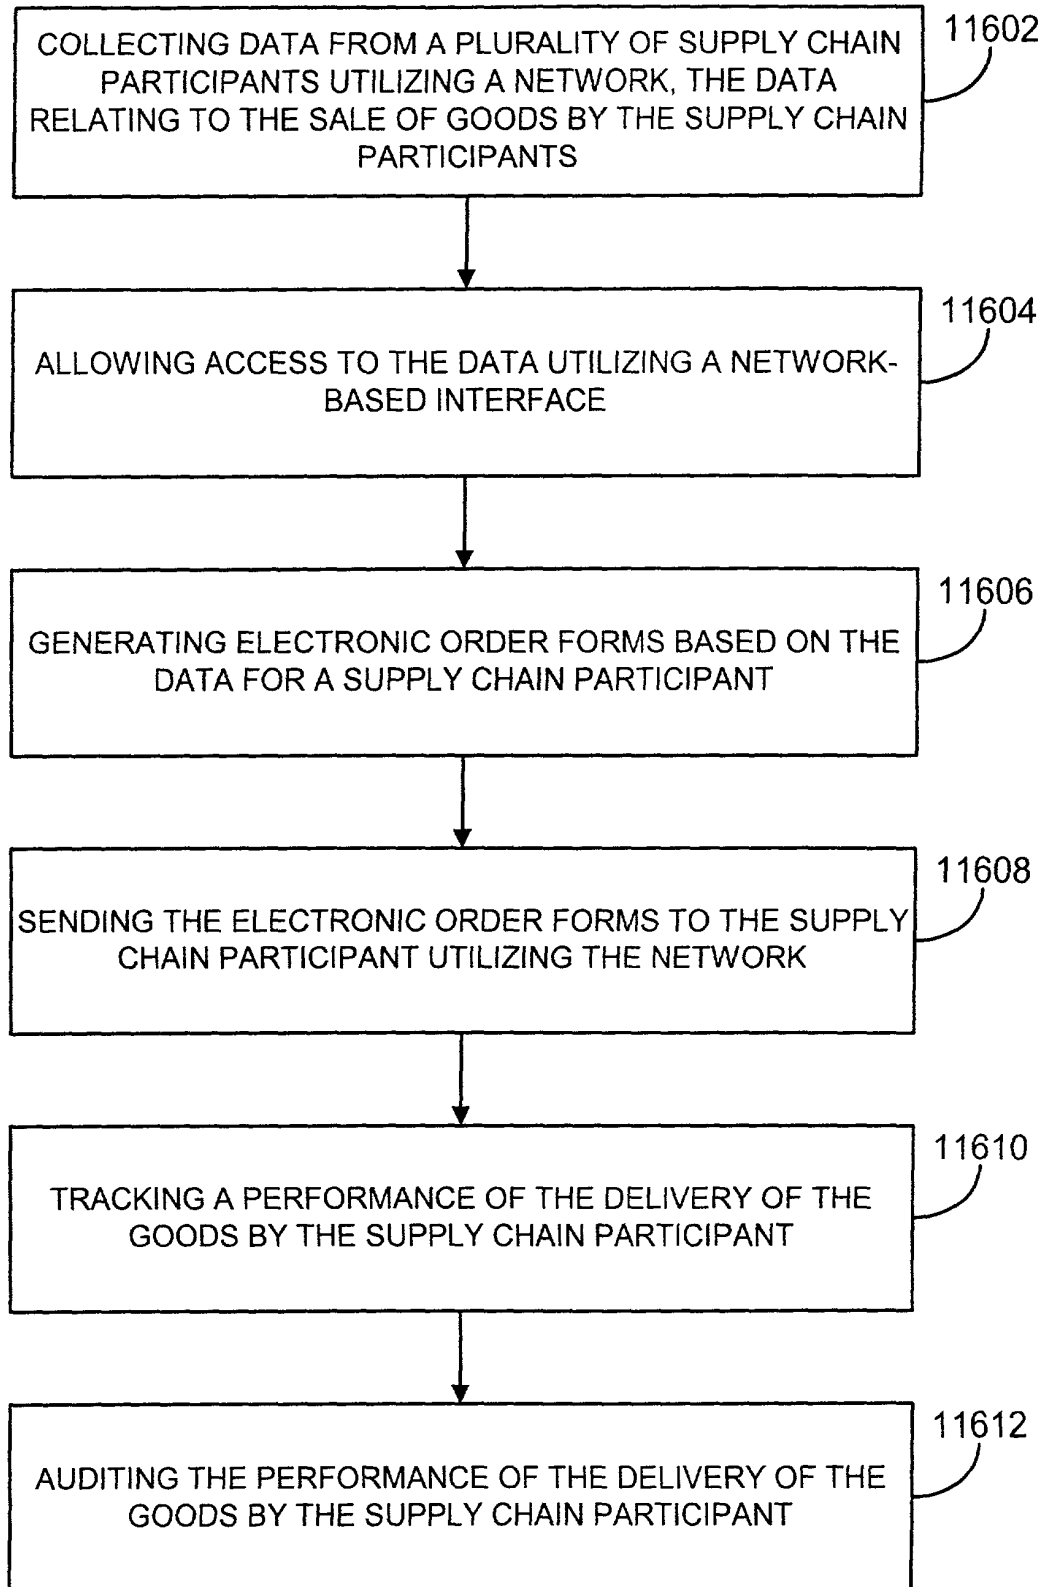 11602
COLLECTING DATA FROM A PLURALITY OF SUPPLY CHAIN
PARTICIPANTS UTILIZING A NETWORK, THE DATA
RELATING TO THE SALE OF GOODS BY THE SUPPLY CHAIN
PARTICIPANTS
11604
ALLOWING ACCESS TO THE DATA UTILIZING A NETWORK-
BASED INTERFACE
11606
GENERATING ELECTRONIC ORDER FORMS BASED ON THE
DATA FOR A SUPPLY CHAIN PARTICIPANT
11608
SENDING THE ELECTRONIC ORDER FORMS TO THE SUPPLY
CHAIN PARTICIPANT UTILIZING THE NETWORK
11610
TRACKING A PERFORMANCE OF THE DELIVERY OF THE
GOODS BY THE SUPPLY CHAIN PARTICIPANT
11612
AUDITING THE PERFORMANCE OF THE DELIVERY OF THE
GOODS BY THE SUPPLY CHAIN PARTICIPANT